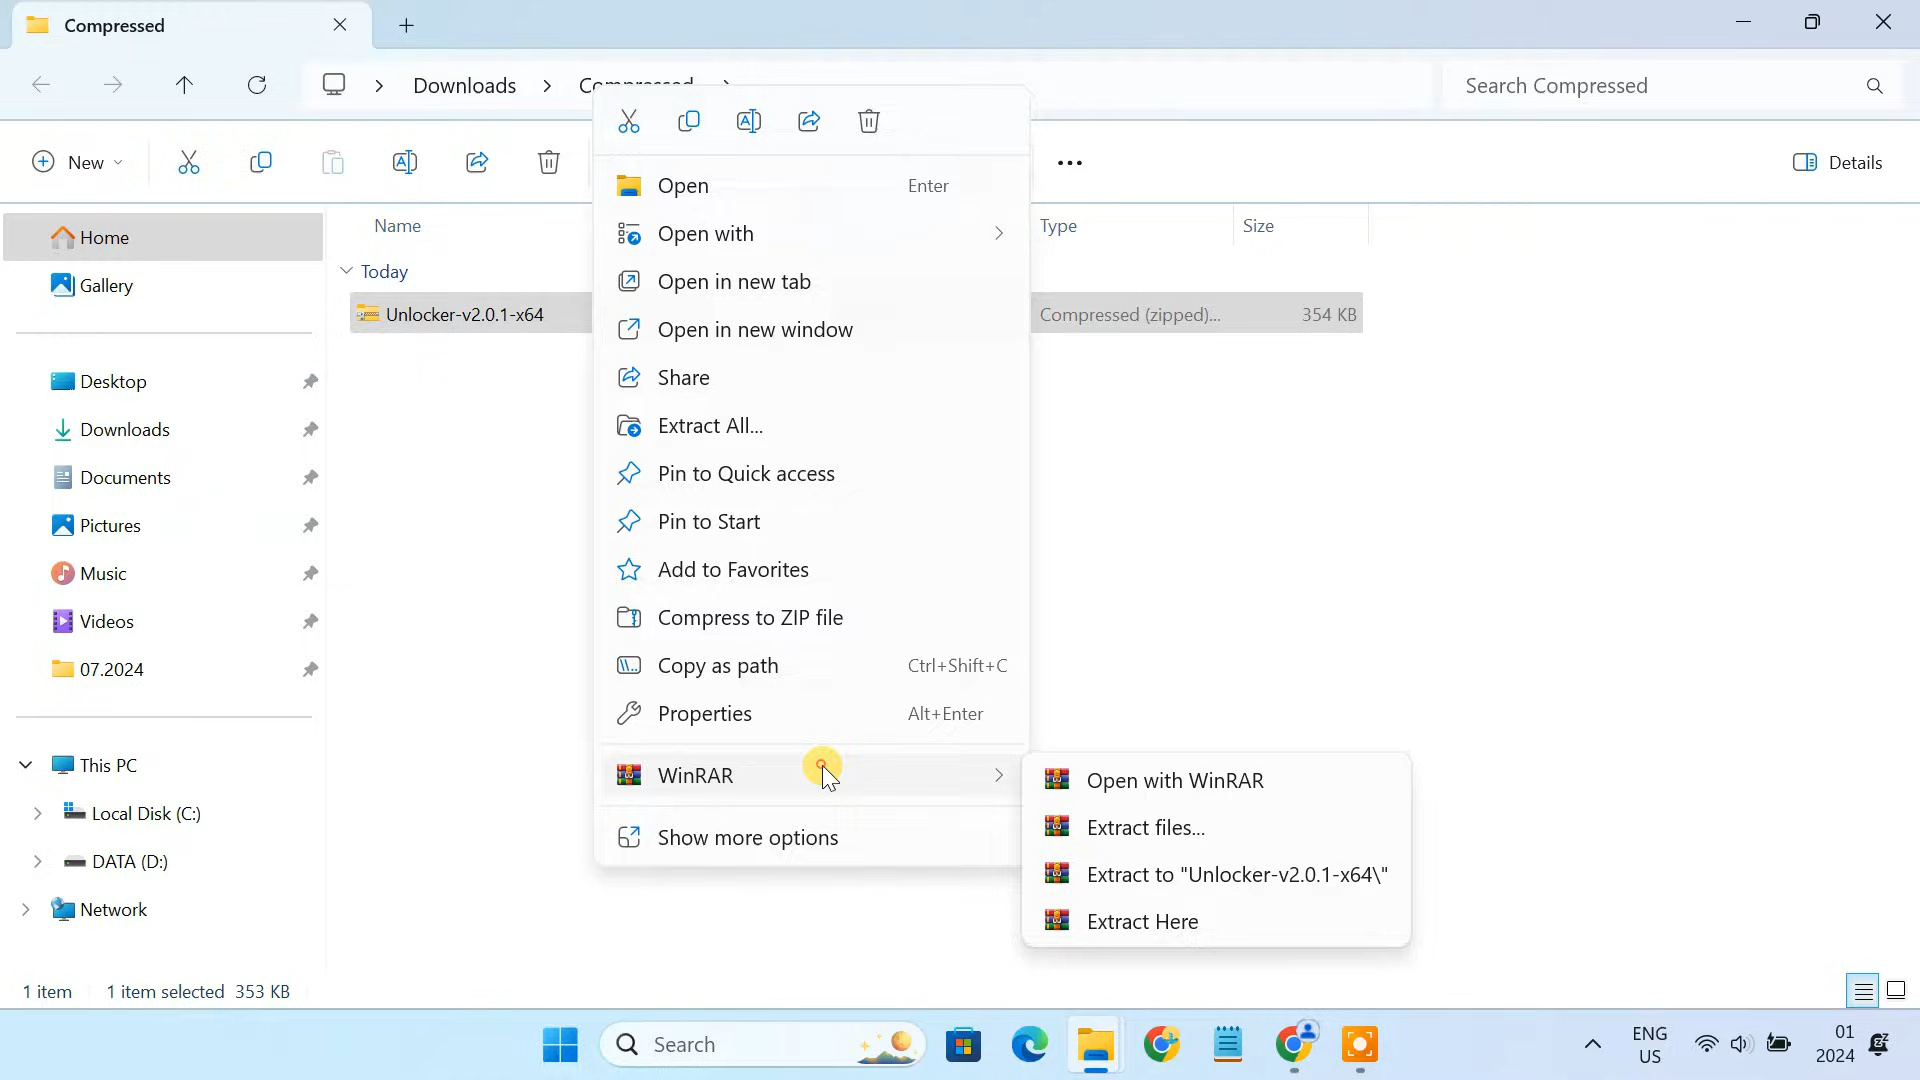 Compressed
Downloads > Compressed >
Search Compressed
New
Details
Name
Type
Size
Home
Gallery
Today
Unlocker-v2.0.1-x64
Compressed (zipped)...
354 KB
Desktop
Downloads
Documents
Pictures
Music
Videos
07.2024
This PC
Local Disk (C:)
DATA (D:)
Network
Open Enter
Open with
Open in new tab
Open in new window
Share
Extract All...
Pin to Quick access
Pin to Start
Add to Favorites
Compress to ZIP file
Copy as path Ctrl+Shift+C
Properties Alt+Enter
WinRAR
Show more options
Open with WinRAR
Extract files...
Extract to "Unlocker-v2.0.1-x64\"
Extract Here
1 item 1 item selected 353 KB
Search
ENG
US
01
2024